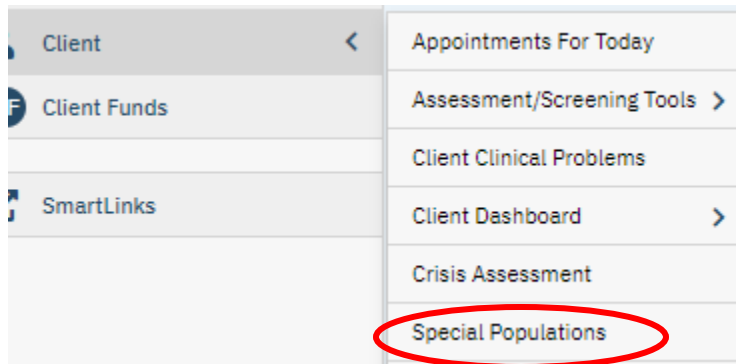 Client
Client Funds
SmartLinks
Appointments For Today
Assessment/Screening Tools
Client Clinical Problems
Client Dashboard
Crisis Assessment
Special Populations